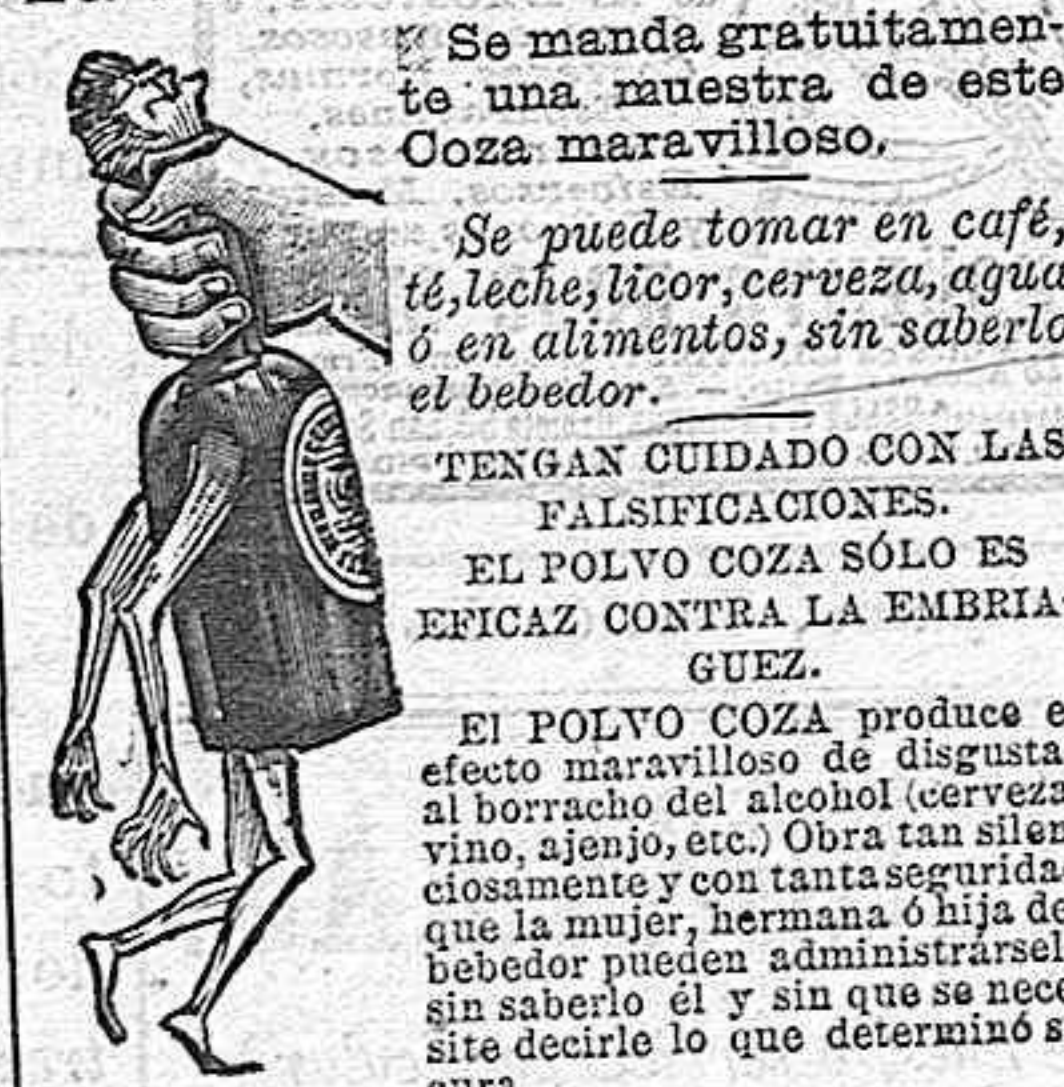 Se manda gratuitamen-
te una muestra de este
Coza maravilloso.
Se puede tomar en café,
té, leche, licor, cerveza, agua
ó en alimentos, sin saberlo
el bebedor.
TENGAN CUIDADO CON LAS
FALSIFICACIONES.
EL POLVO COZA SÓLO ES
EFICAZ CONTRA LA EMBRIA
GUEZ.
El POLVO COZA produce e
efecto maravilloso de disgusta
al borracho del alcohol (cerveza
vino, ajenjo, etc.) Obra tan silen
ciosamente y con tanta segurida
que la mujer, hermana ó hija de
bebedor pueden administrársel
sin saberlo él y sin que se nece
site decirle lo que determinó s